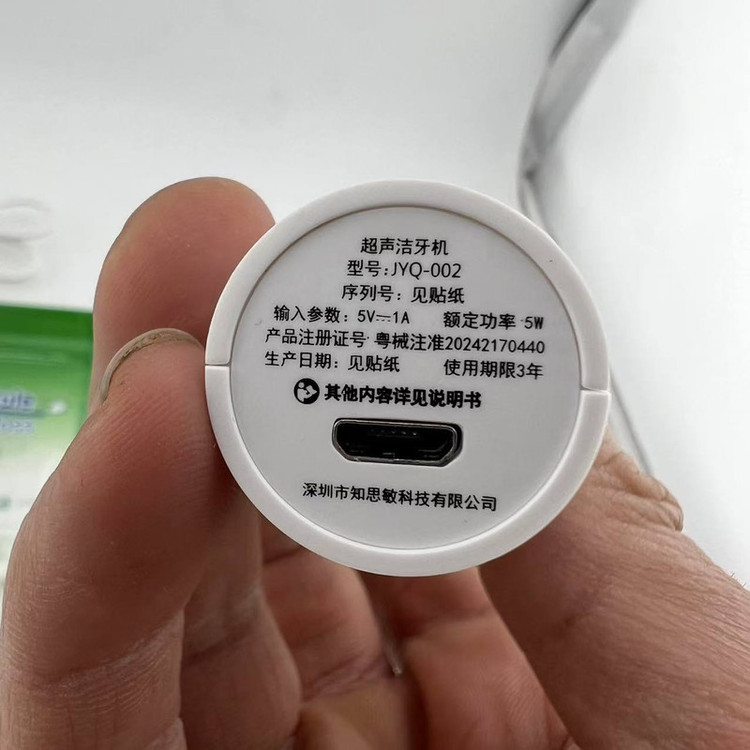 超声洁牙机
型号:JYQ-002
序列号：见贴纸
输入参数：5V⎓1A 额定功率 5W
产品注册证号 粤械注准20242170440
生产日期：见贴纸 使用期限3年
其他内容详见说明书
深圳市知思敏科技有限公司